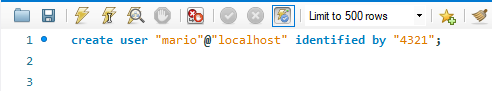 Limit to 500 rows
1 create user "mario"@"localhost" identified by "4321";
2
3